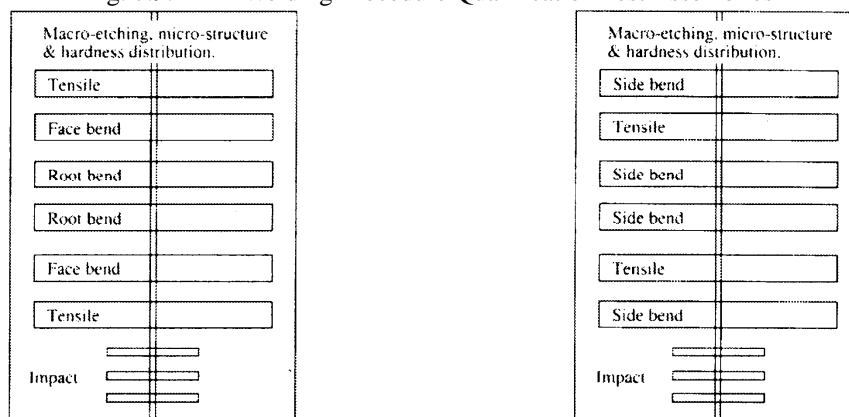 Macro-etching, micro-structure
& hardness distribution.
Tensile
Face bend
Root bend
Root bend
Face bend
Tensile
Impact
Macro-etching, micro-structure
& hardness distribution.
Side bend
Tensile
Side bend
Side bend
Tensile
Side bend
Impact